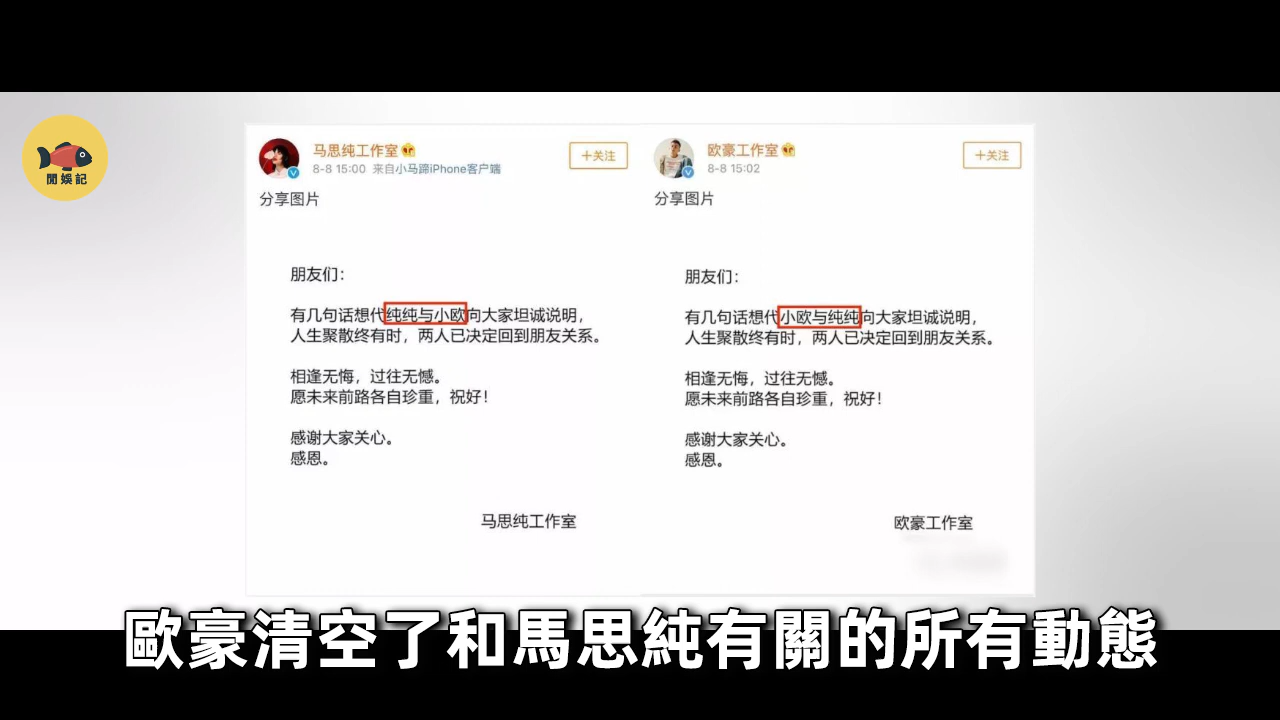 閒娛記
马思纯工作室
8-8 15:00 来自小马蹄iPhone客户端
+关注
分享图片
朋友们：
有几句话想代纯纯与小欧向大家坦诚说明，
人生聚散终有时，两人已决定回到朋友关系。
相逢无悔，过往无憾。
愿未来前路各自珍重，祝好！
感谢大家关心。
感恩。
马思纯工作室
欧豪工作室
8-8 15:02
+关注
分享图片
朋友们：
有几句话想代小欧与纯纯向大家坦诚说明，
人生聚散终有时，两人已决定回到朋友关系。
相逢无悔，过往无憾。
愿未来前路各自珍重，祝好！
感谢大家关心。
感恩。
欧豪工作室
歐豪清空了和馬思純有關的所有動態